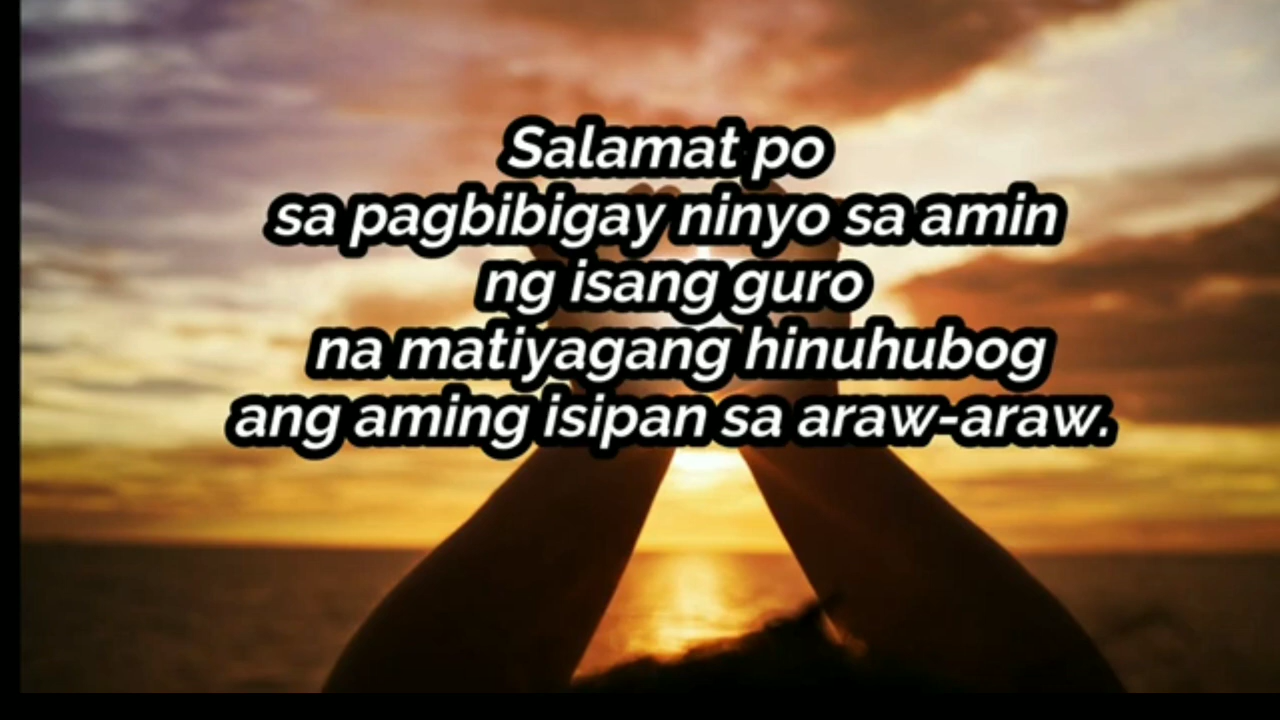 Salamat po
sa pagbibigay ninyo sa amin
ng isang guro
na matiyagang hinuhubog
ang aming isipan sa araw-araw.